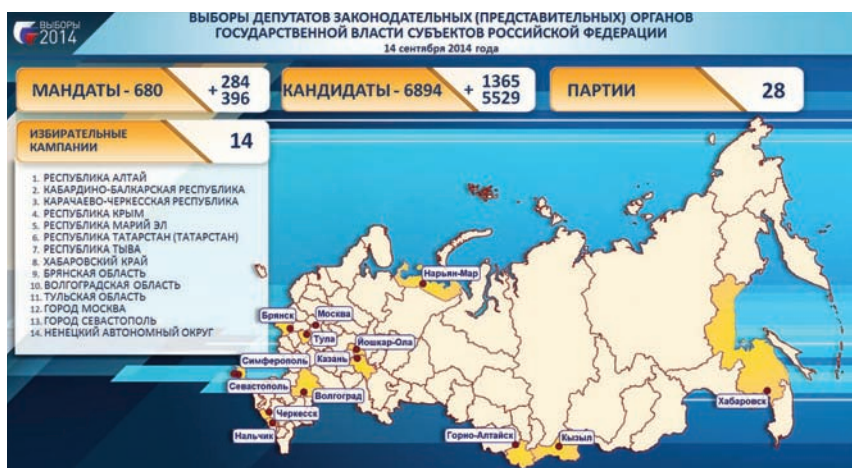 ВЫБОРЫ
2014
ВЫБОРЫ ДЕПУТАТОВ ЗАКОНОДАТЕЛЬНЫХ (ПРЕДСТАВИТЕЛЬНЫХ) ОРГАНОВ
ГОСУДАРСТВЕННОЙ ВЛАСТИ СУБЪЕКТОВ РОССИЙСКОЙ ФЕДЕРАЦИИ
14 сентября 2014 года
МАНДАТЫ - 680
+ 284
396
КАНДИДАТЫ - 6894
+ 1365
5529
ПАРТИИ
28
ИЗБИРАТЕЛЬНЫЕ
КАМПАНИИ
14
1. РЕСПУБЛИКА АЛТАЙ
2. КАБАРДИНО-БАЛКАРСКАЯ РЕСПУБЛИКА
3. КАРАЧАЕВО-ЧЕРКЕССКАЯ РЕСПУБЛИКА
4. РЕСПУБЛИКА КРЫМ
5. РЕСПУБЛИКА МАРИЙ ЭЛ
6. РЕСПУБЛИКА ТАТАРСТАН (ТАТАРСТАН)
7. РЕСПУБЛИКА ТЫВА
8. ХАБАРОВСКИЙ КРАЙ
9. БРЯНСКАЯ ОБЛАСТЬ
10. ВОЛГОГРАДСКАЯ ОБЛАСТЬ
11. ТУЛЬСКАЯ ОБЛАСТЬ
12. ГОРОД МОСКВА
13. ГОРОД СЕВАСТОПОЛЬ
14. НЕНЕЦКИЙ АВТОНОМНЫЙ ОКРУГ
Нарьян-Мар
Брянск
Москва
Тула
Йошкар-Ола
Казань
Симферополь
Севастополь
Волгоград
Черкесск
Нальчик
Горно-Алтайск
Кызыл
Хабаровск